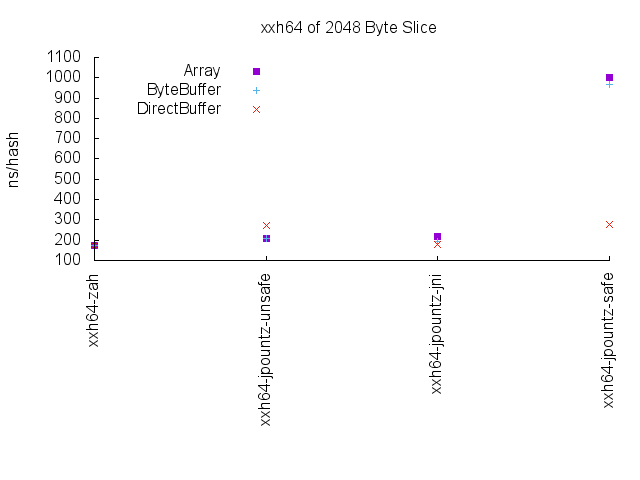 xxh64 of 2048 Byte Slice
1100
1000
900
800
700
600
500
400
300
200
100
ns/hash
Array
ByteBuffer
DirectBuffer
xxh64-zah
xxh64-jpountz-unsafe
xxh64-jpountz-jni
xxh64-jpountz-safe